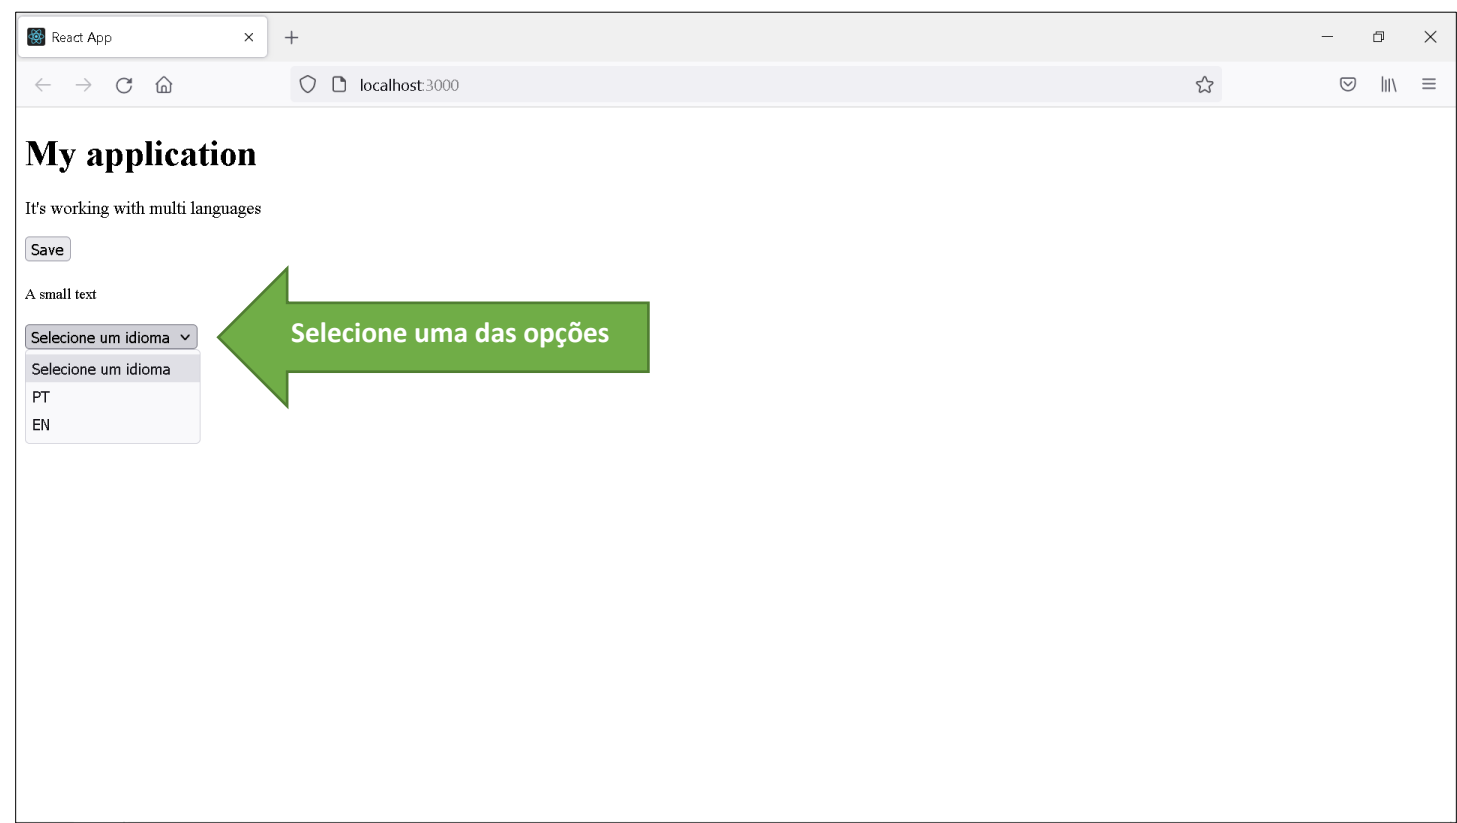 React App
localhost:3000
My application
It's working with multi languages
Save
A small text
Selecione um idioma
Selecione uma das opções
Selecione um idioma
PT
EN